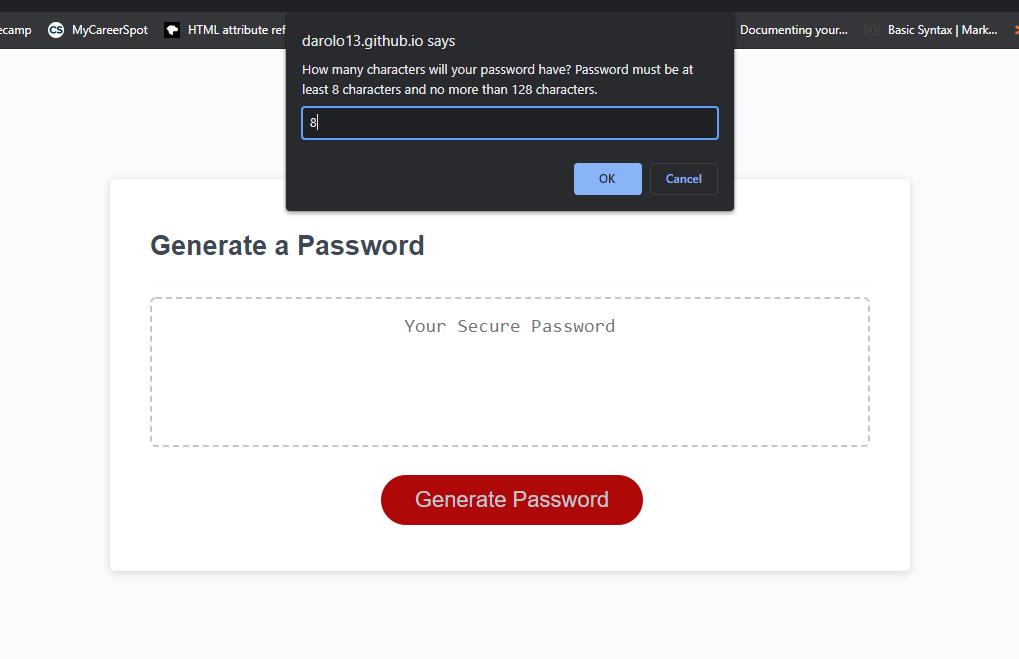 ecamp
MyCareerSpot
HTML attribute ref
Documenting your...
Basic Syntax | Mark...
darolo13.github.io says
How many characters will your password have? Password must be at
least 8 characters and no more than 128 characters.
8
OK
Cancel
Generate a Password
Your Secure Password
Generate Password